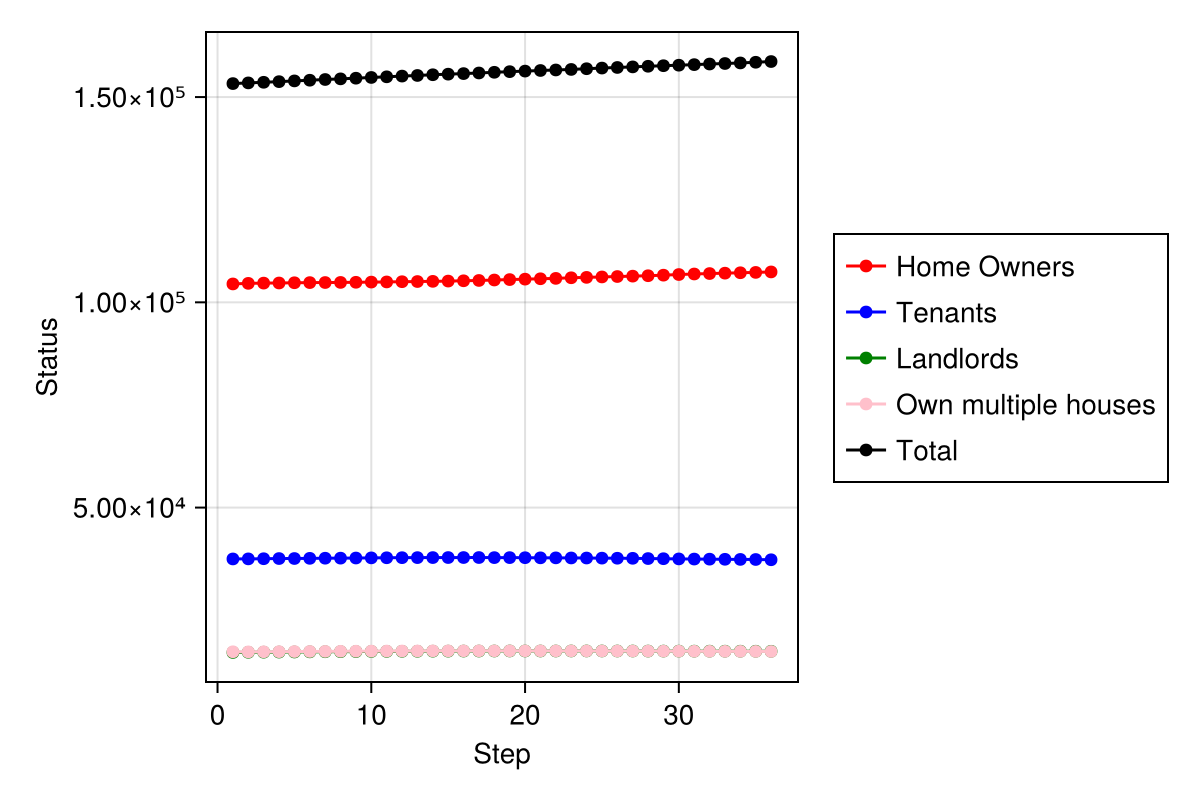 1.50×10⁵
1.00×10⁵
5.00×10⁴
Status
0 10 20 30
Step
Home Owners
Tenants
Landlords
Own multiple houses
Total